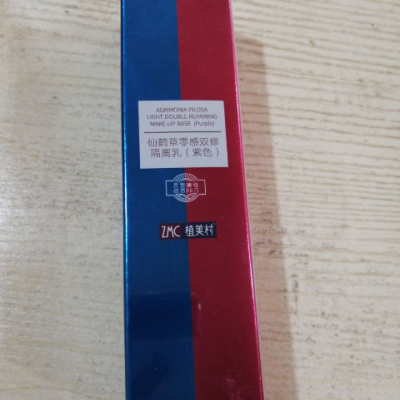 AGRIMONIA PILOSA
LIGHT DOUBLE REPAIRING
MAKE-UP BASE (Purple)
仙鹤草零感双修
隔离乳（紫色）
ZMC 植美村